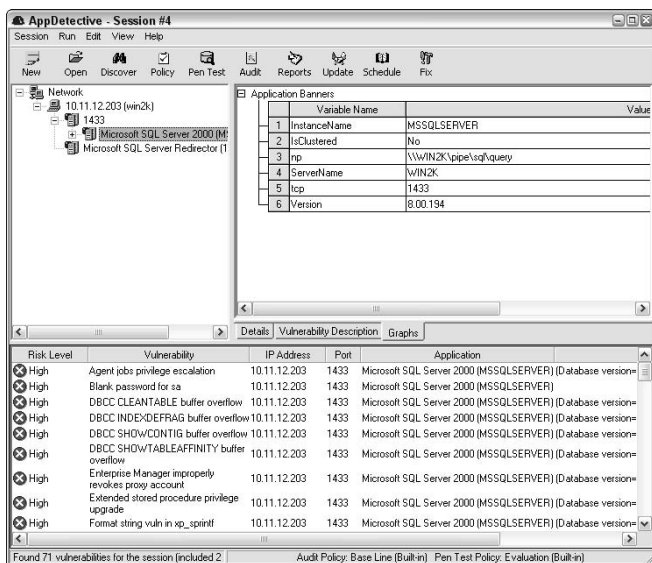 AppDetective - Session #4
Session Run Edit View Help
New Open Discover Policy Pen Test Audit Reports Update Schedule Fix
Network
10.11.12.203 (win2k)
1433
Microsoft SQL Server 2000 (M
Microsoft SQL Server Redirector (1
Application Banners
Variable Name Value
1 InstanceName MSSQLSERVER
2 IsClustered No
3 np \\WIN2K\pipe\sql\query
4 ServerName WIN2K
5 tcp 1433
6 Version 8.00.194
Details Vulnerability Description Graphs
Risk Level Vulnerability IP Address Port Application
High Agent jobs privilege escalation 10.11.12.203 1433 Microsoft SQL Server 2000 (MSSQLSERVER) (Database version=
High Blank password for sa 10.11.12.203 1433 Microsoft SQL Server 2000 (MSSQLSERVER)
High DBCC CLEANTABLE buffer overflow 10.11.12.203 1433 Microsoft SQL Server 2000 (MSSQLSERVER) (Database version=
High DBCC INDEXDEFRAG buffer overflow 10.11.12.203 1433 Microsoft SQL Server 2000 (MSSQLSERVER) (Database version=
High DBCC SHOWCONTIG buffer overflow 10.11.12.203 1433 Microsoft SQL Server 2000 (MSSQLSERVER) (Database version=
High DBCC SHOWTABLEAFFINITY buffer overflow 10.11.12.203 1433 Microsoft SQL Server 2000 (MSSQLSERVER) (Database version=
High Enterprise Manager improperly revokes proxy account 10.11.12.203 1433 Microsoft SQL Server 2000 (MSSQLSERVER) (Database version=
High Extended stored procedure privilege upgrade 10.11.12.203 1433 Microsoft SQL Server 2000 (MSSQLSERVER) (Database version=
High Format string vuln in xp_sprintf 10.11.12.203 1433 Microsoft SQL Server 2000 (MSSQLSERVER) (Database version=
Found 71 vulnerabilities for the session (included 2 Audit Policy: Base Line (Built-in) Pen Test Policy: Evaluation (Built-in)